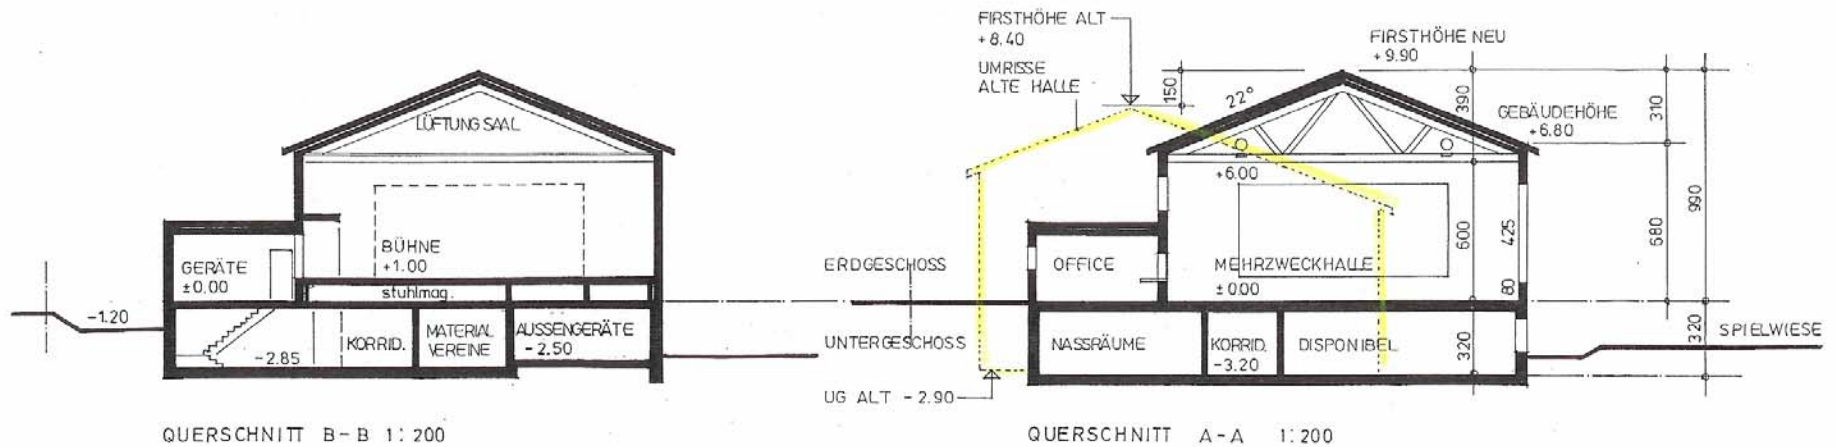 LÜFTUNG SAAL
BÜHNE
+1.00
GERÄTE
±0.00
stuhlmag.
-1.20
-2.85
KORRID.
MATERIAL
VEREINE
AUSSENGERÄTE
-2.50
QUERSCHNITT B-B 1:200
FIRSTHÖHE ALT
+8.40
UMRISSE
ALTE HALLE
150
22°
FIRSTHÖHE NEU
+9.90
390
310
GEBÄUDEHÖHE
+6.80
+6.00
600
425
680
990
ERDGESCHOSS
OFFICE
MEHRZWECKHALLE
±0.00
80
UNTERGESCHOSS
NASSRÄUME
KORRID.
-3.20
DISPONIBEL
320
320
SPIELWIESE
UG ALT -2.90
QUERSCHNITT A-A 1:200